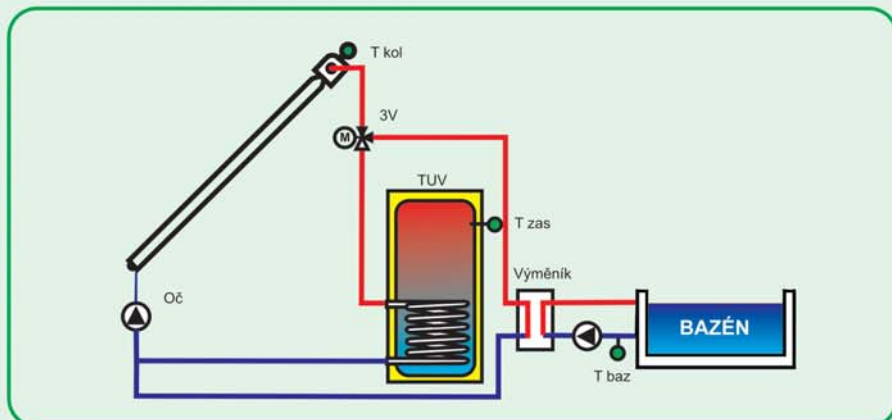 T kol
3V
M
TUV
T zas
Výměník
Oč
BAZÉN
T baz